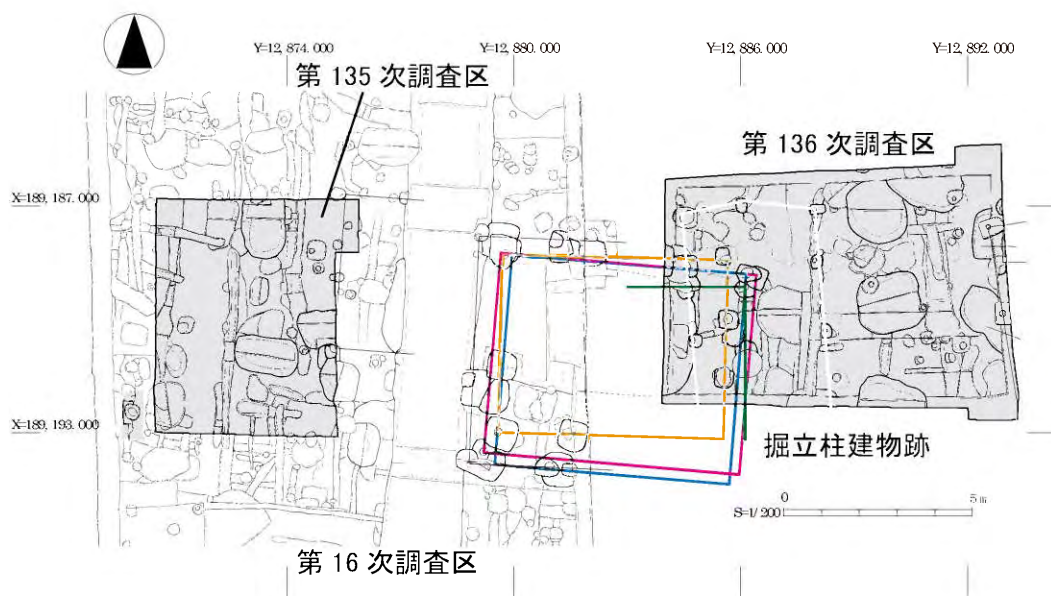 Y=12,874.000
Y=12,880.000
Y=12,886.000
Y=12,892.000
第 135 次調査区
第 136 次調査区
X=189,187.000
X=189,193.000
掘立柱建物跡
0
5m
S=1/200
第 16 次調査区